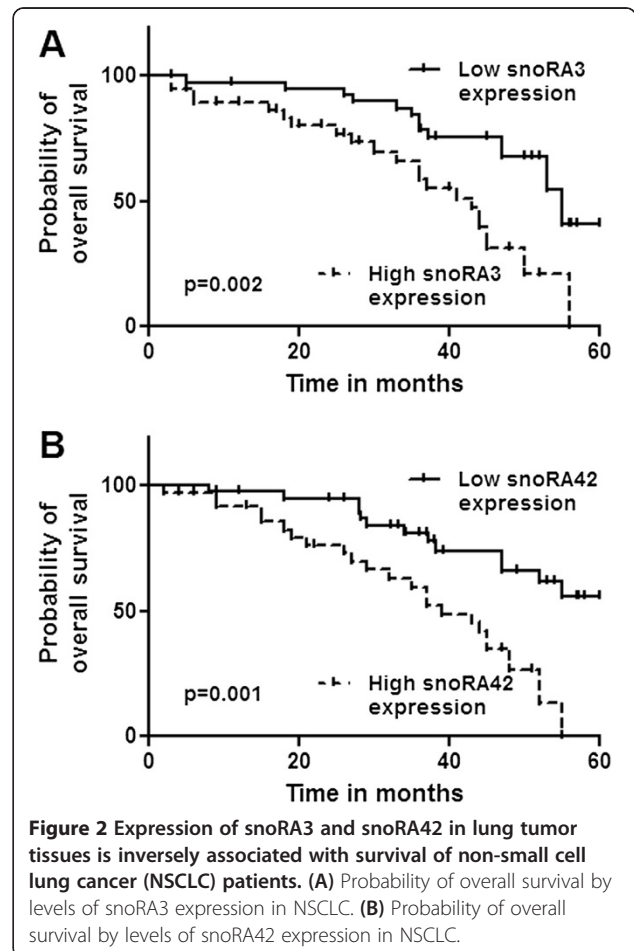 A
Probability of
overall survival
100
50
0
Low snoRA3
expression
High snoRA3
expression
p=0.002
0 20 40 60
Time in months
B
Probability of
overall survival
100
50
0
Low snoRA42
expression
High snoRA42
expression
p=0.001
0 20 40 60
Time in months
Figure 2 Expression of snoRA3 and snoRA42 in lung tumor
tissues is inversely associated with survival of non-small cell
lung cancer (NSCLC) patients. (A) Probability of overall survival by
levels of snoRA3 expression in NSCLC. (B) Probability of overall
survival by levels of snoRA42 expression in NSCLC.